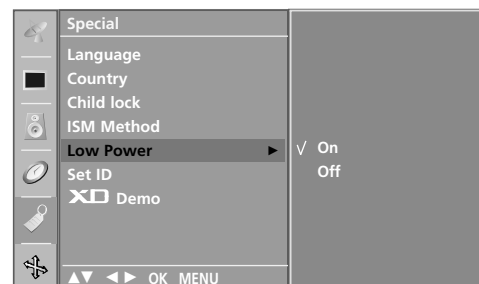 Special
Language
Country
Child lock
ISM Method
Low Power ►
√ On
Off
Set ID
XD Demo
▲▼ ◄► OK MENU